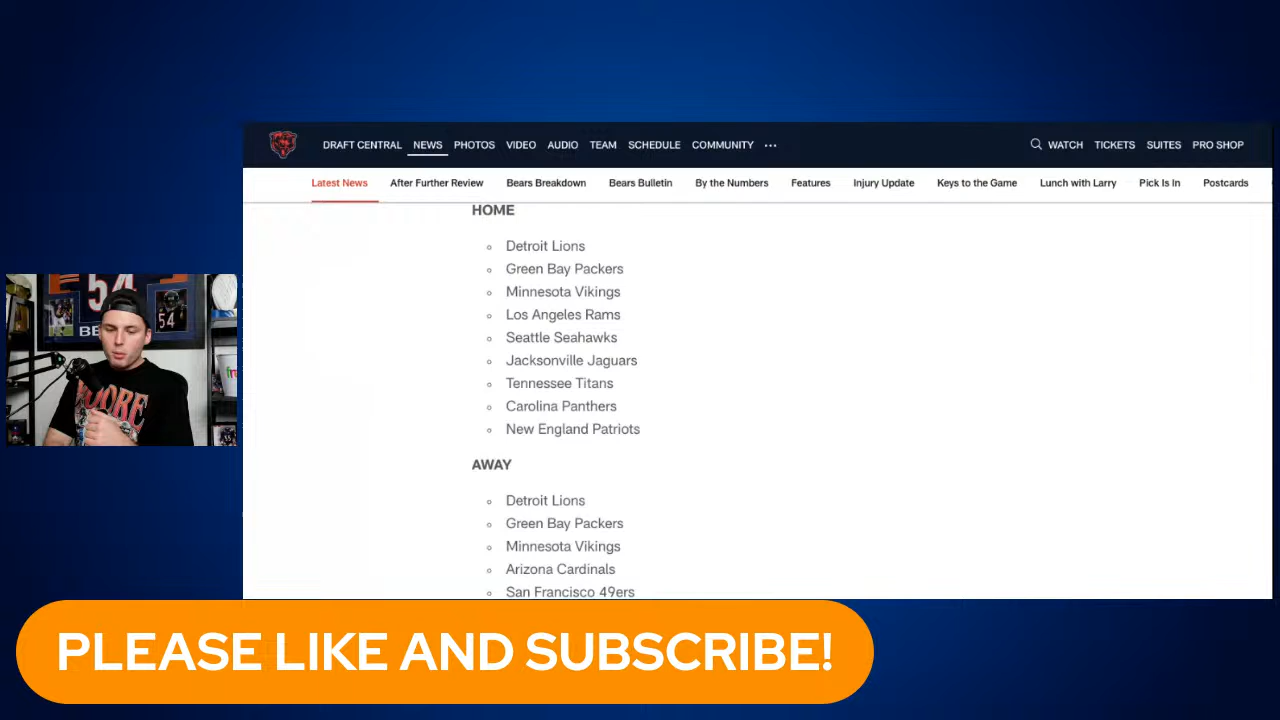 DRAFT CENTRAL NEWS PHOTOS VIDEO AUDIO TEAM SCHEDULE COMMUNITY ... WATCH TICKETS SUITES PRO SHOP
Latest News After Further Review Bears Breakdown Bears Bulletin By the Numbers Features Injury Update Keys to the Game Lunch with Larry Pick Is In Postcards
HOME
Detroit Lions
Green Bay Packers
Minnesota Vikings
Los Angeles Rams
Seattle Seahawks
Jacksonville Jaguars
Tennessee Titans
Carolina Panthers
New England Patriots
AWAY
Detroit Lions
Green Bay Packers
Minnesota Vikings
Arizona Cardinals
San Francisco 49ers
54
BE
54
MOORE
PLEASE LIKE AND SUBSCRIBE!